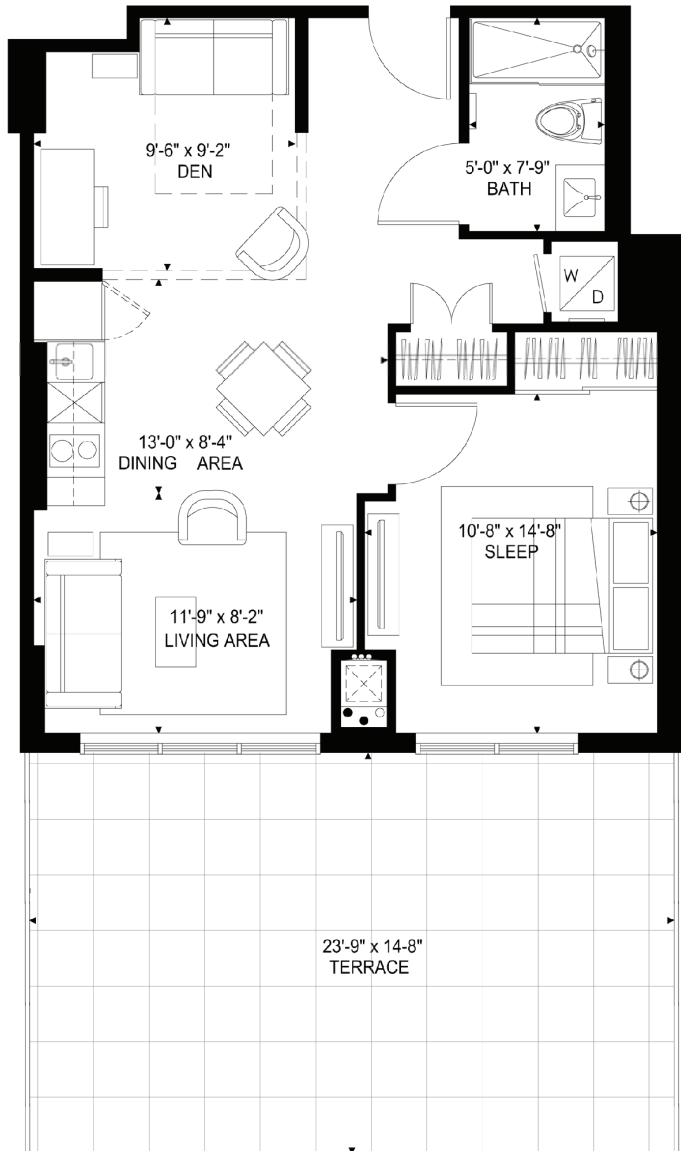 9'-6" x 9'-2"
DEN
5'-0" x 7'-9"
BATH
W
D
13'-0" x 8'-4"
DINING AREA
10'-8" x 14'-8"
SLEEP
11'-9" x 8'-2"
LIVING AREA
23'-9" x 14-8"
TERRACE